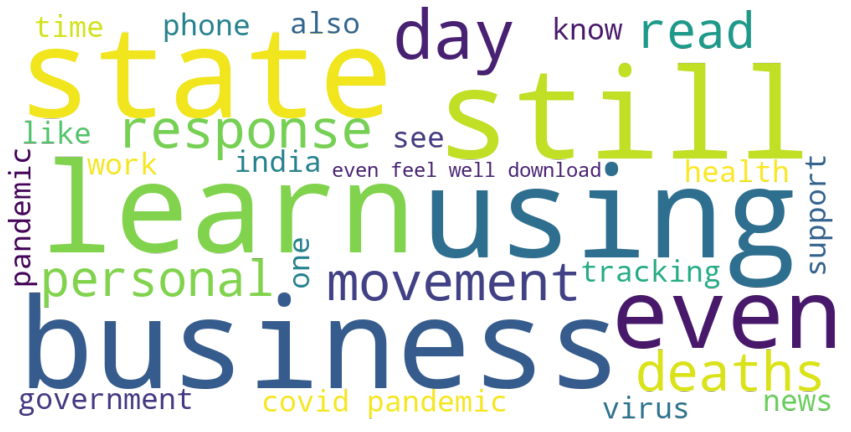 time phone also day know read
state still
like response see
pandemic work india even feel well download health support
learn using
personal one movement tracking
business even
deaths
government covid pandemic virus news